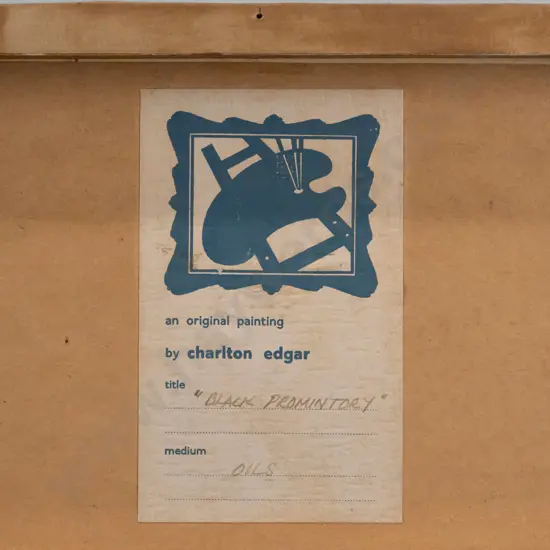 an original painting
by charlton edgar
title
"BLACK PROMINTORY"
medium
OILS